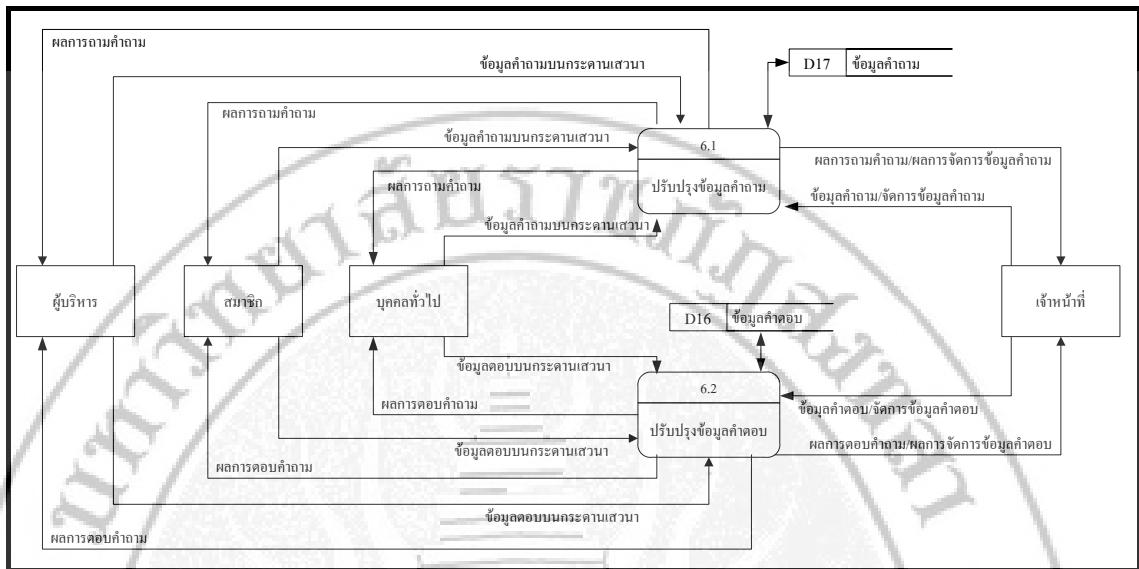 ผลการถามคำถาม
ข้อมูลคำถามบนกระดานเสวนา
D17 ข้อมูลคำถาม
ผลการถามคำถาม
ข้อมูลคำถามบนกระดานเสวนา
6.1
ผลการถามคำถาม/ผลการจัดการข้อมูลคำถาม
ผลการถามคำถาม
ปรับปรุงข้อมูลคำถาม
ข้อมูลคำถาม/จัดการข้อมูลคำถาม
ข้อมูลคำถามบนกระดานเสวนา
ผู้บริหาร
สมาชิก
บุคคลทั่วไป
เจ้าหน้าที่
D16 ข้อมูลคำตอบ
ข้อมูลตอบบนกระดานเสวนา
6.2
ผลการตอบคำถาม
ข้อมูลคำตอบ/จัดการข้อมูลคำตอบ
ปรับปรุงข้อมูลคำตอบ
ผลการตอบคำถาม/ผลการจัดการข้อมูลคำตอบ
ข้อมูลตอบบนกระดานเสวนา
ผลการตอบคำถาม
ข้อมูลตอบบนกระดานเสวนา
ผลการตอบคำถาม
มหาวิทยาลัยราชภัฏสงขลา